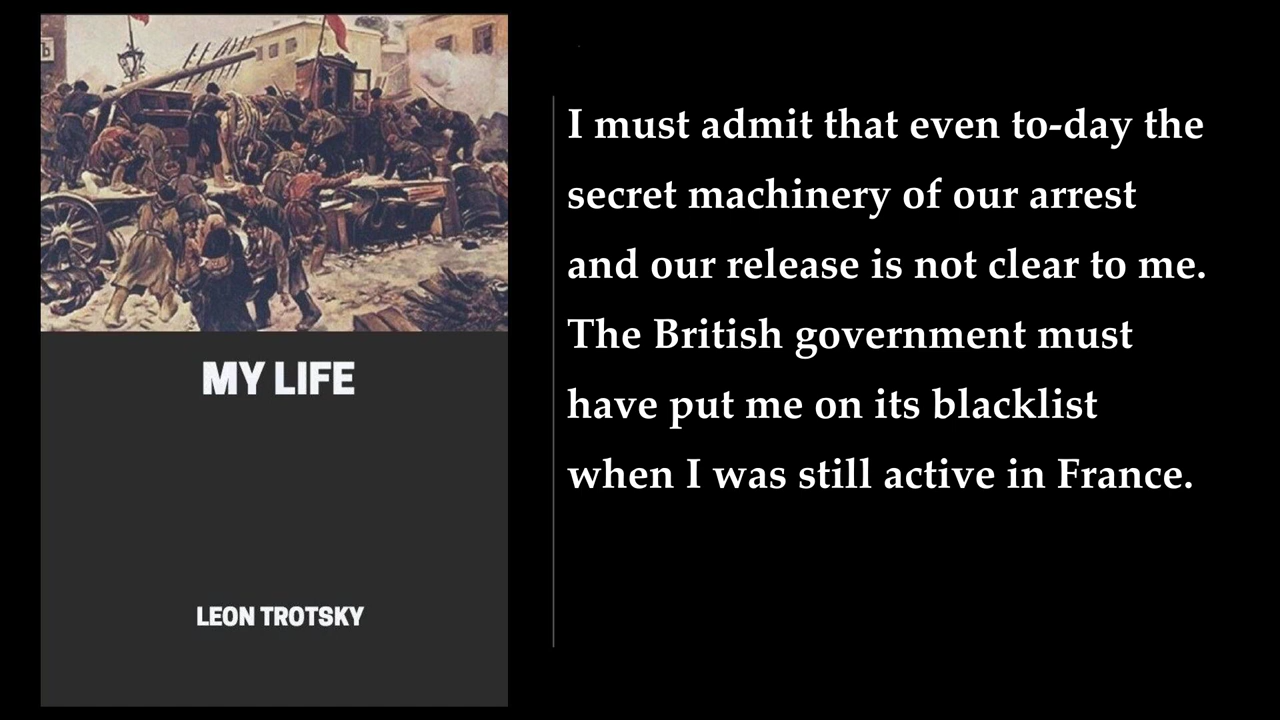 MY LIFE
LEON TROTSKY
I must admit that even to-day the
secret machinery of our arrest
and our release is not clear to me.
The British government must
have put me on its blacklist
when I was still active in France.